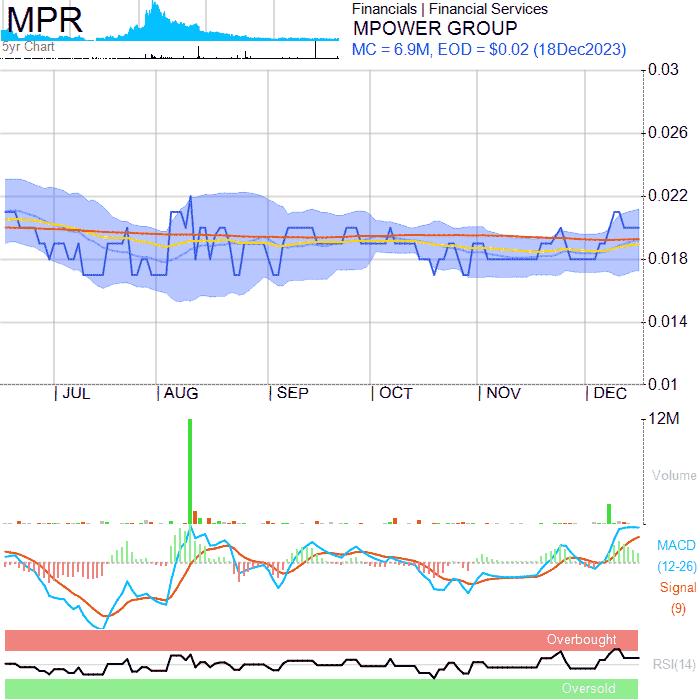 MPR
5yr Chart
Financials | Financial Services
MPOWER GROUP
MC = 6.9M, EOD = $0.02 (18Dec2023)
0.03
0.026
0.022
0.018
0.014
0.01
JUL AUG SEP OCT NOV DEC
12M
Volume
MACD
(12-26)
Signal
(9)
Overbought
RSI(14)
Oversold